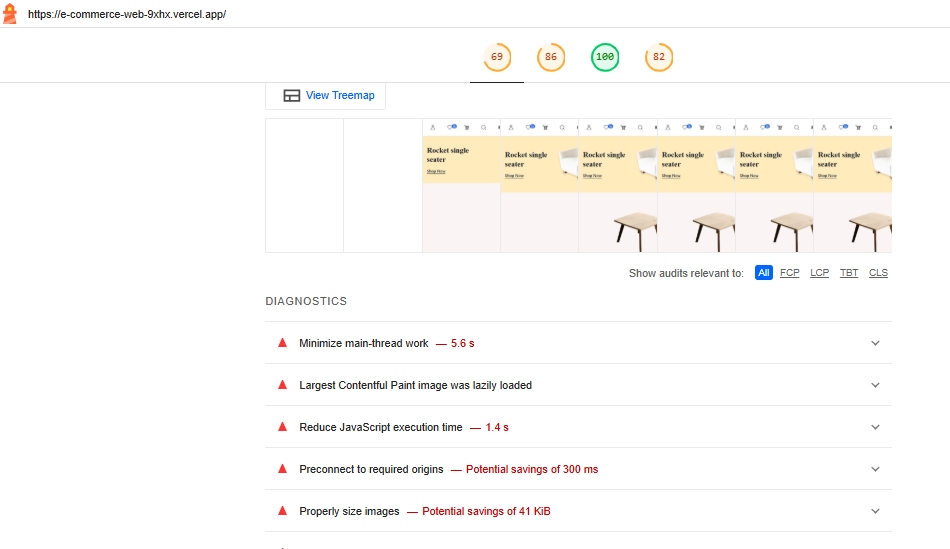 https://e-commerce-web-9xhx.vercel.app/
69 86 100 82
View Treemap
Rocket single seater
Shop Now
Rocket single seater
Shop Now
Rocket single seater
Shop Now
Rocket single seater
Shop Now
Rocket single seater
Shop Now
Rocket single seater
Shop Now
Show audits relevant to: All FCP LCP TBT CLS
DIAGNOSTICS
Minimize main-thread work — 5.6 s
Largest Contentful Paint image was lazily loaded
Reduce JavaScript execution time — 1.4 s
Preconnect to required origins — Potential savings of 300 ms
Properly size images — Potential savings of 41 KiB